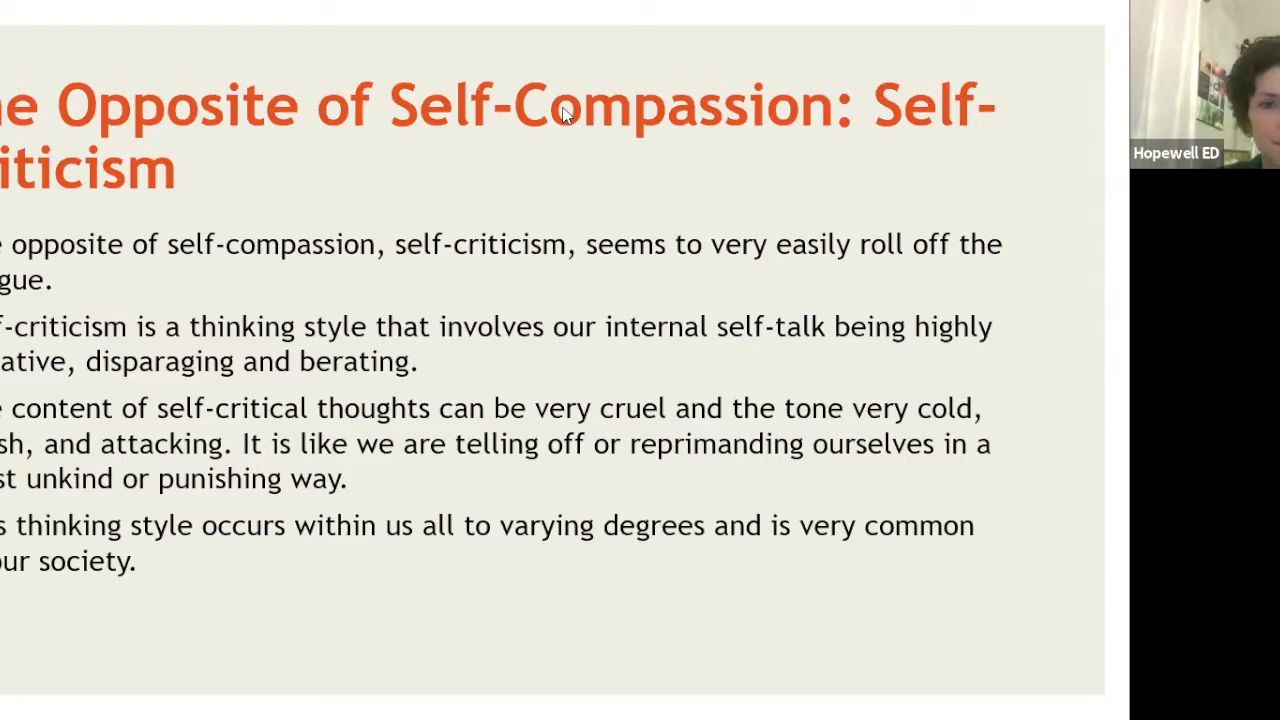 he Opposite of Self-Compassion: Self-
iticism
e opposite of self-compassion, self-criticism, seems to very easily roll off the
gue.
f-criticism is a thinking style that involves our internal self-talk being highly
ative, disparaging and berating.
e content of self-critical thoughts can be very cruel and the tone very cold,
sh, and attacking. It is like we are telling off or reprimanding ourselves in a
st unkind or punishing way.
s thinking style occurs within us all to varying degrees and is very common
our society.
Hopewell ED